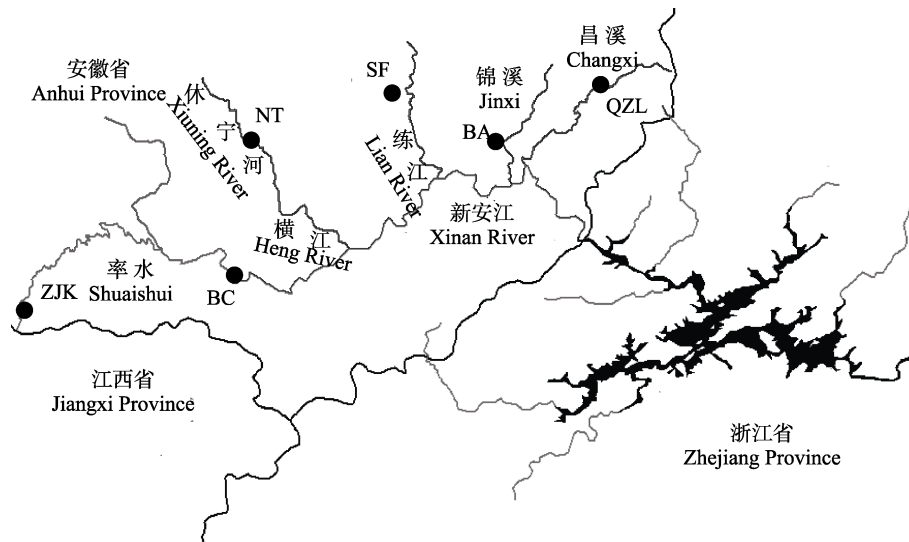 昌溪
Changxi
QZL
安徽省
Anhui Province
SF
锦溪
Jinxi
BA
休宁河
Xiuning River
NT
练江
Lian River
新安江
Xinan River
横江
Heng River
率水
Shuaishui
ZJK
BC
江西省
Jiangxi Province
浙江省
Zhejiang Province